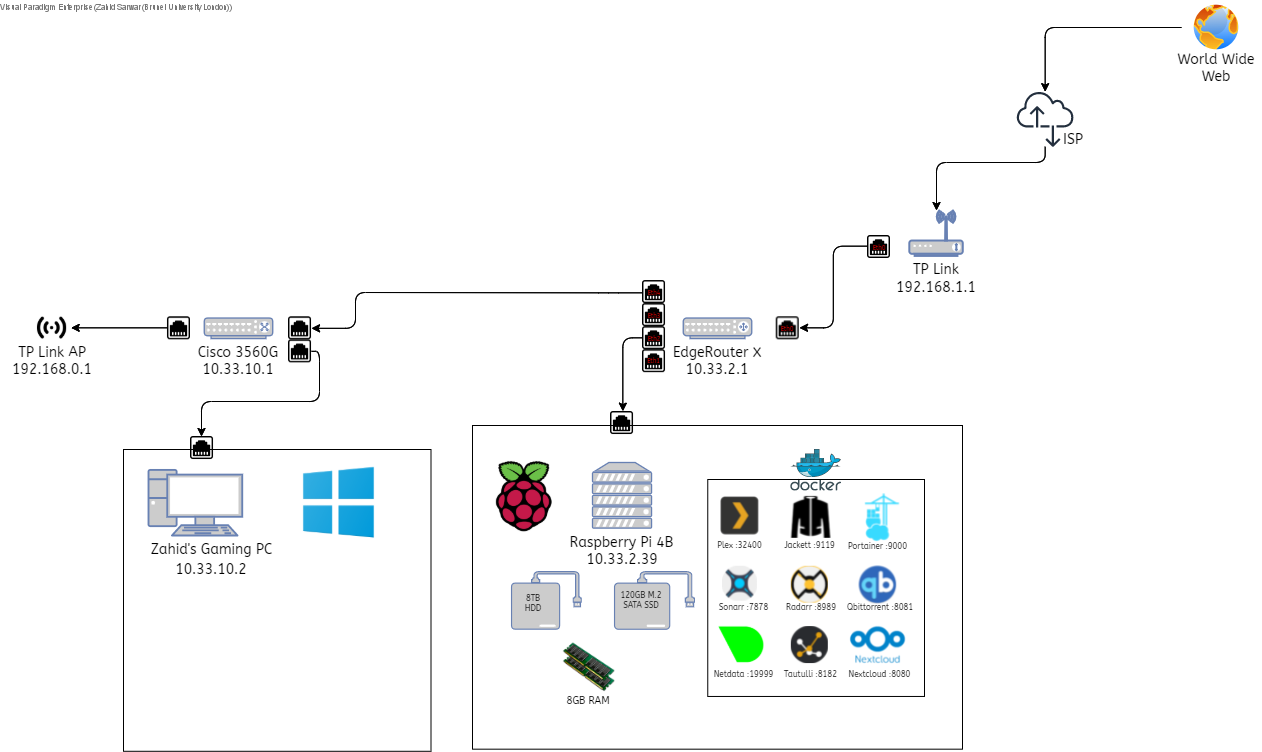 Visual Paradigm Enterprise (Zahid Sarwar(Brunel University London))
World Wide
Web
ISP
TP Link
192.168.1.1
TP Link AP
192.168.0.1
Cisco 3560G
10.33.10.1
EdgeRouter X
10.33.2.1
Zahid's Gaming PC
10.33.10.2
Raspberry Pi 4B
10.33.2.39
8TB
HDD
120GB M.2
SATA SSD
8GB RAM
docker
Plex :32400
Jackett :9119
Portainer :9000
Sonarr :7878
Radarr :8989
qb
Qbittorrent :8081
Netdata :19999
Tautulli :8182
Nextcloud
Nextcloud :8080